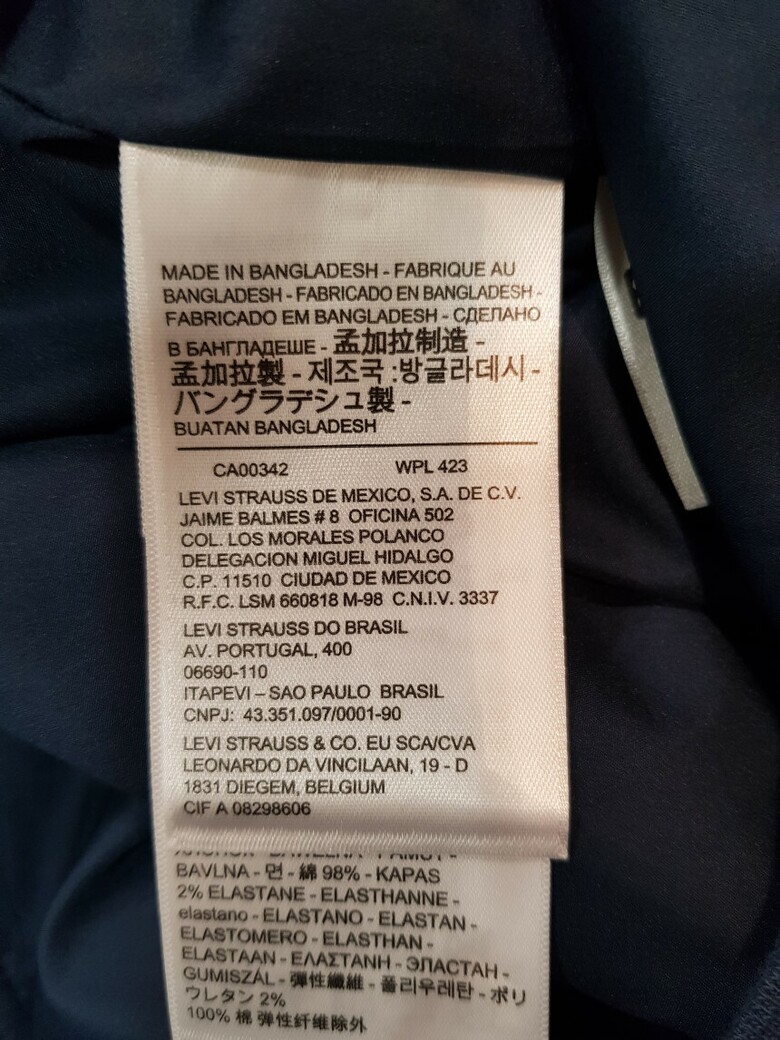 MADE IN BANGLADESH - FABRIQUE AU
BANGLADESH - FABRICADO EN BANGLADESH -
FABRICADO EM BANGLADESH - СДЕЛАНО
В БАНГЛАДЕШЕ - 孟加拉制造 -
孟加拉製 - 제조국 :방글라데시 -
バングラデシュ製 -
BUATAN BANGLADESH
CA00342 WPL 423
LEVI STRAUSS DE MEXICO, S.A. DE C.V.
JAIME BALMES # 8 OFICINA 502
COL. LOS MORALES POLANCO
DELEGACION MIGUEL HIDALGO
C.P. 11510 CIUDAD DE MEXICO
R.F.C. LSM 660818 M-98 C.N.I.V. 3337
LEVI STRAUSS DO BRASIL
AV. PORTUGAL, 400
06690-110
ITAPEVI – SAO PAULO BRASIL
CNPJ: 43.351.097/0001-90
LEVI STRAUSS & CO. EU SCA/CVA
LEONARDO DA VINCILAAN, 19 - D
1831 DIEGEM, BELGIUM
CIF A 08298606
BAVLNA - 면 - 綿 98% - KAPAS
2% ELASTANE - ELASTHANNE -
elastano - ELASTANO - ELASTAN -
ELASTOMERO - ELASTHAN -
ELASTAAN - ΕΛΑΣΤΑΝΗ - ЭЛАСТАН -
GUMISZÁL - 彈性纖維 - 폴리우레탄 - ポリ
ウレタン 2%
100% 棉 弹性纤维除外